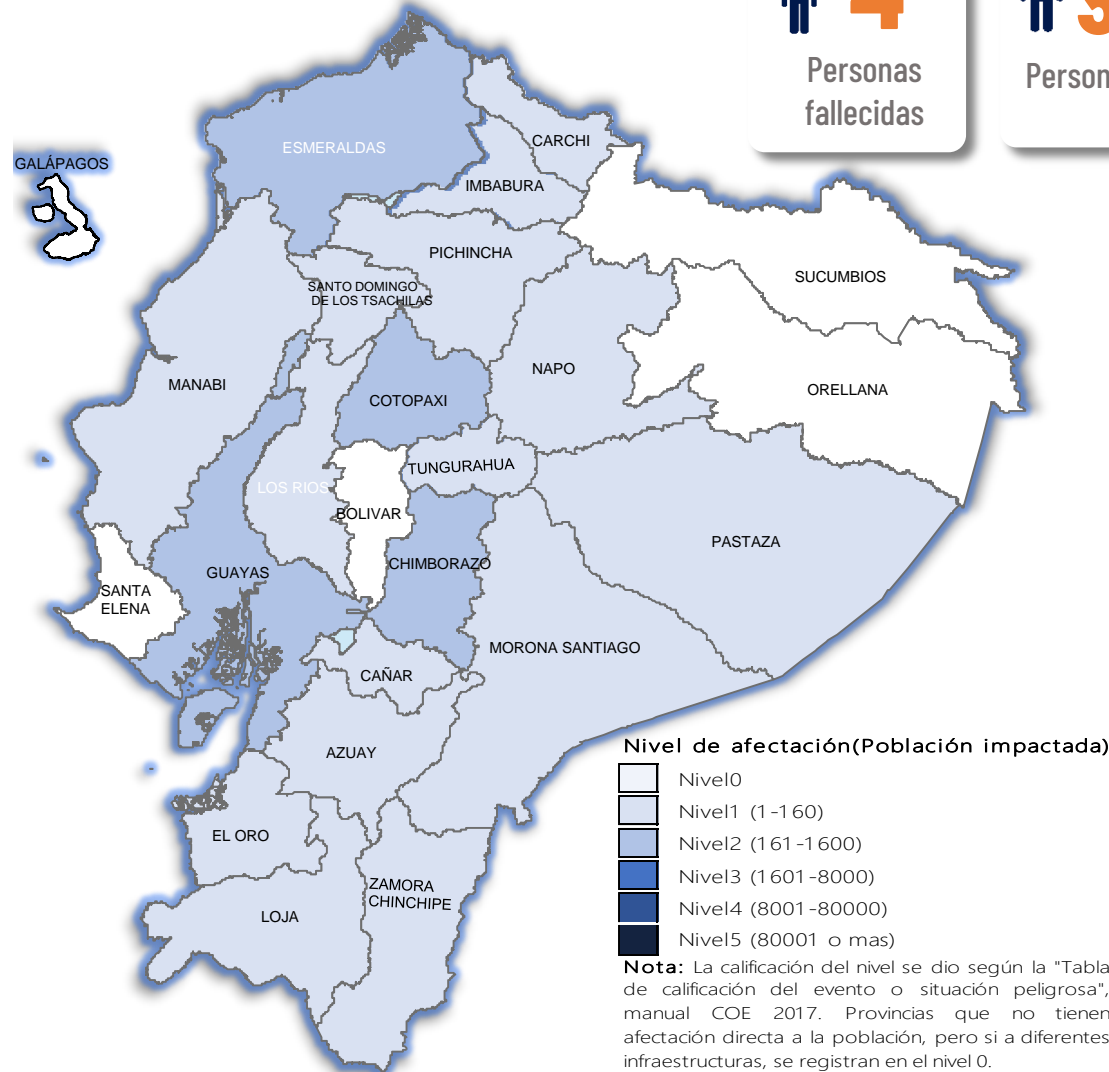 4
Personas
fallecidas
Person
GALÁPAGOS
ESMERALDAS
CARCHI
IMBABURA
PICHINCHA
SUCUMBIOS
SANTO DOMINGO
DE LOS TSACHILAS
NAPO
MANABI
ORELLANA
COTOPAXI
TUNGURAHUA
LOS RIOS
BOLIVAR
PASTAZA
CHIMBORAZO
GUAYAS
SANTA
ELENA
MORONA SANTIAGO
CAÑAR
AZUAY
EL ORO
ZAMORA
CHINCHIPE
LOJA
Nivel de afectación(Población impactada)
Nivel0
Nivel1 (1-160)
Nivel2 (161-1600)
Nivel3 (1601-8000)
Nivel4 (8001-80000)
Nivel5 (80001 o mas)
Nota: La calificación del nivel se dio según la "Tabla
de calificación del evento o situación peligrosa",
manual COE 2017. Provincias que no tienen
afectación directa a la población, pero si a diferentes
infraestructuras, se registran en el nivel 0.